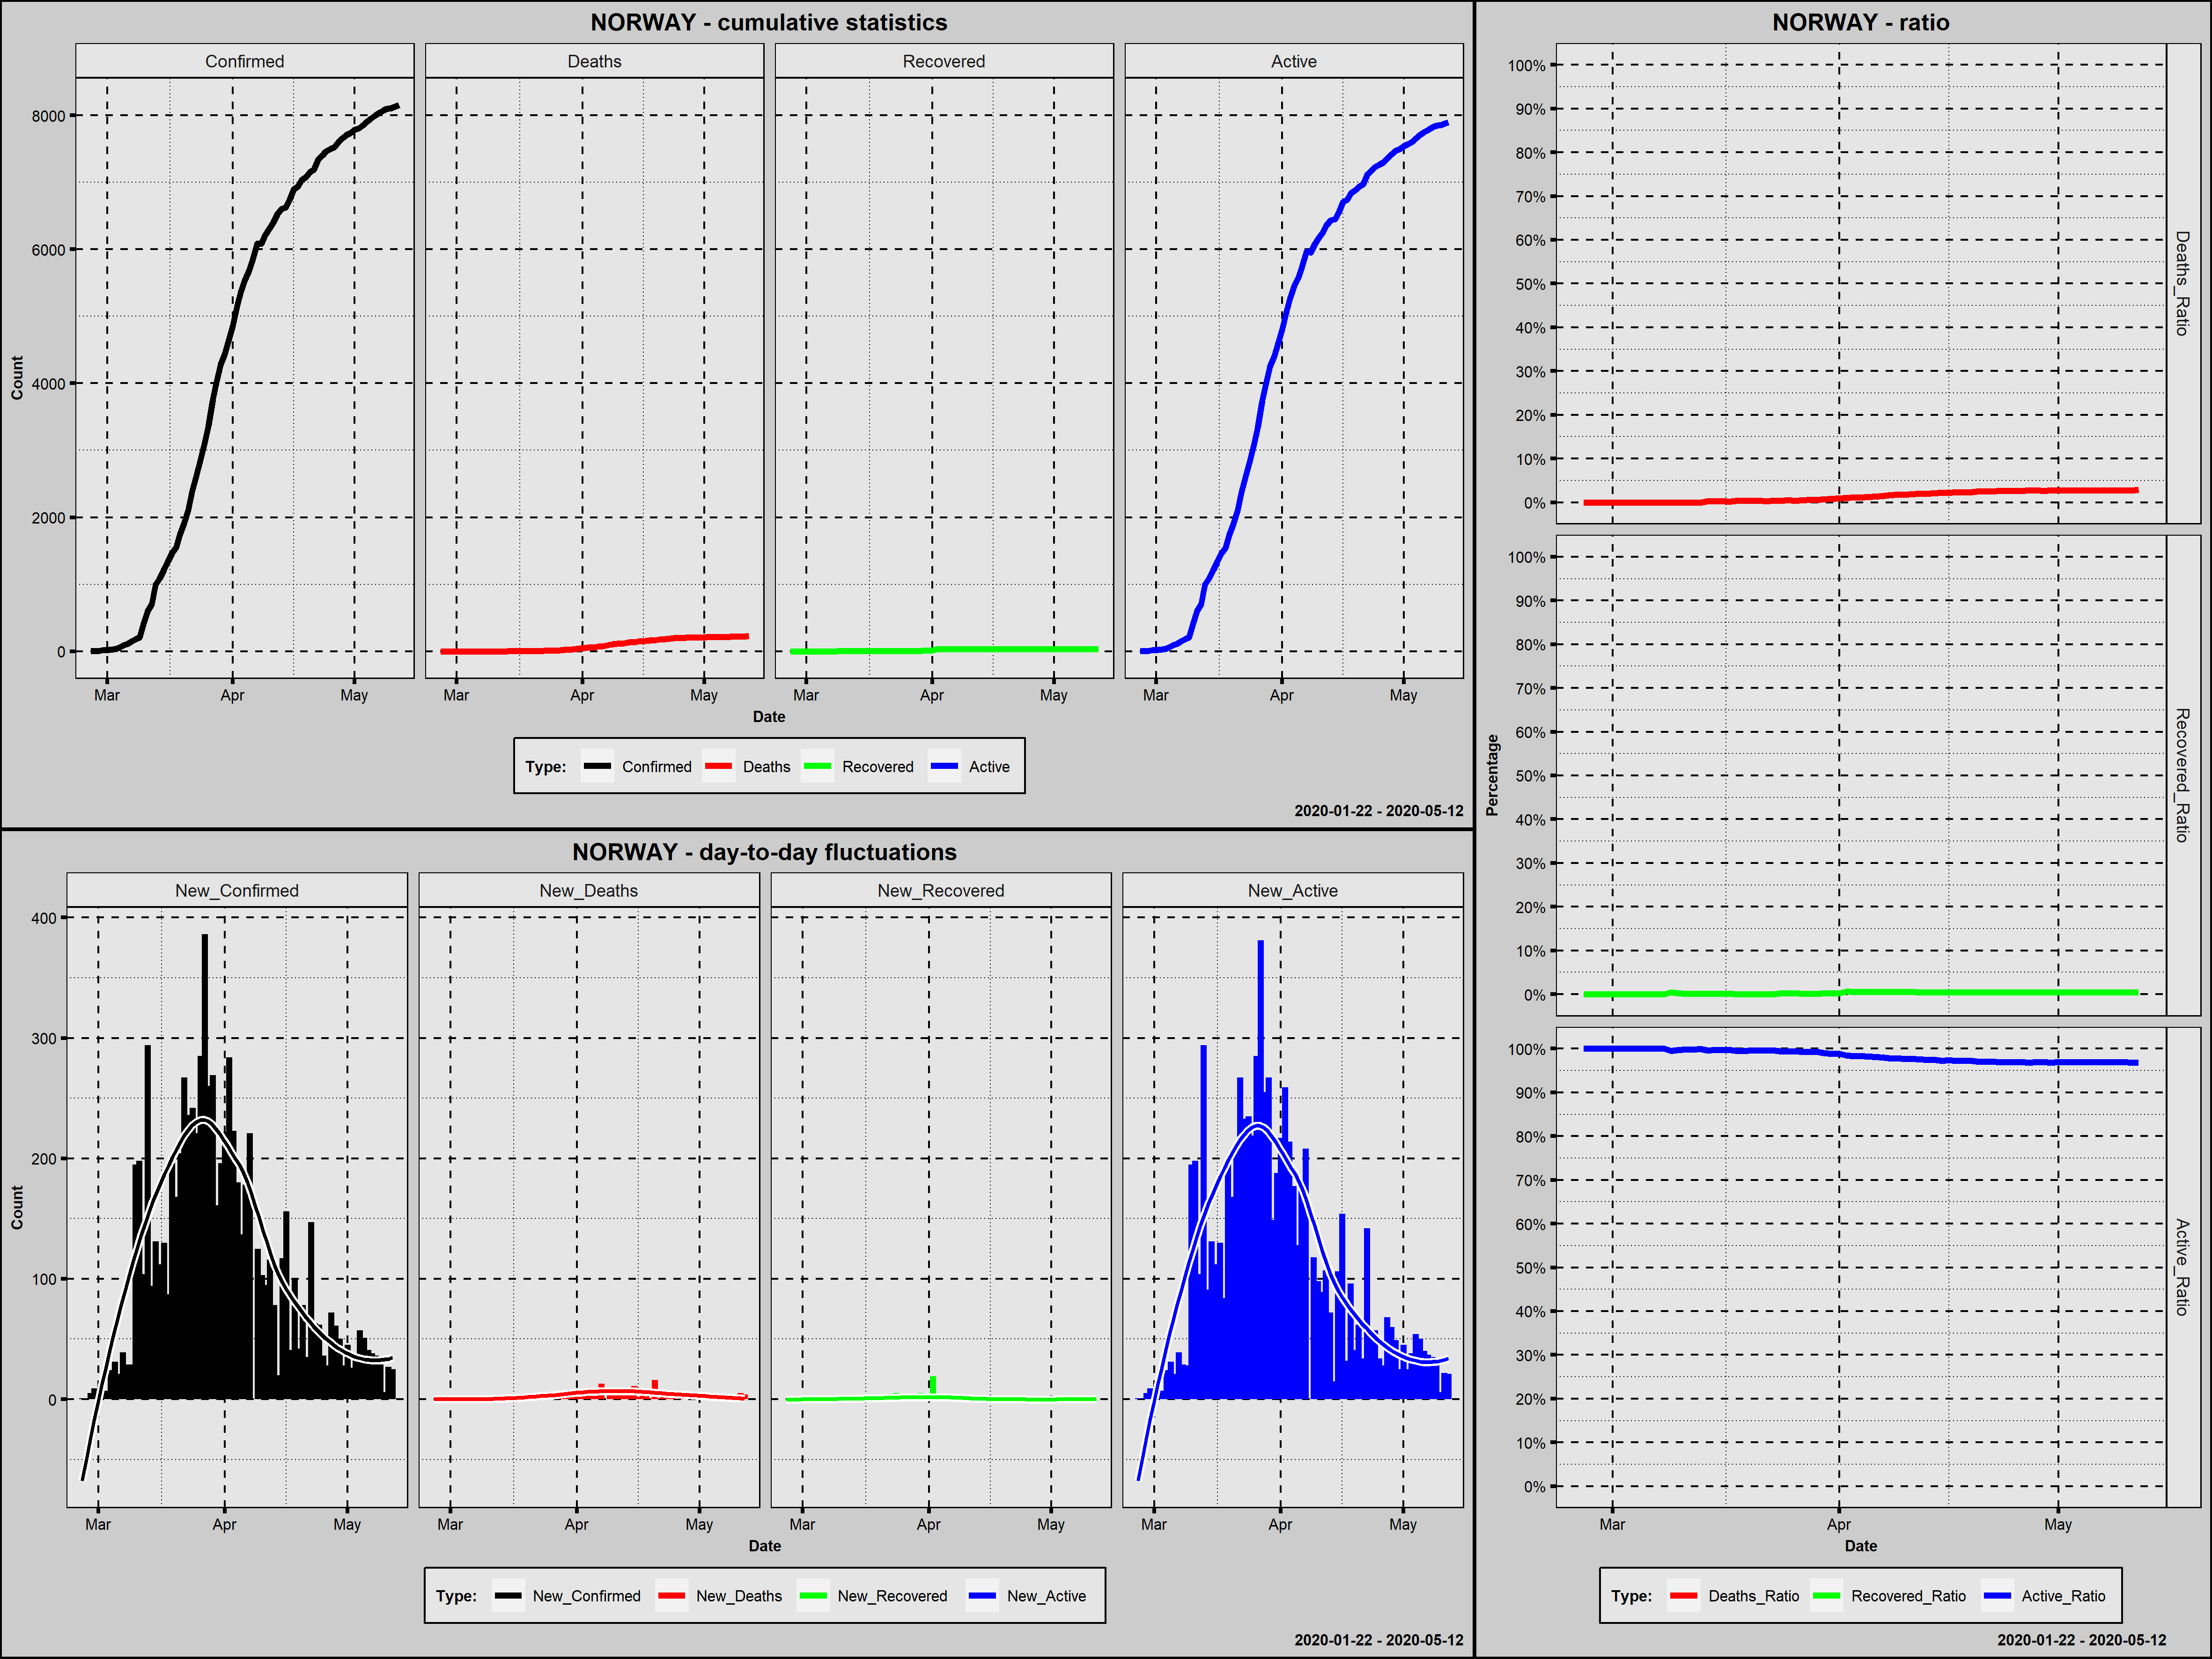 NORWAY - cumulative statistics
Confirmed Deaths Recovered Active
8000
6000
4000
2000
0
Count
Mar Apr May Mar Apr May Mar Apr May Mar Apr May
Date
Type: Confirmed Deaths Recovered Active
2020-01-22 - 2020-05-12
NORWAY - day-to-day fluctuations
New_Confirmed New_Deaths New_Recovered New_Active
400
300
200
100
0
Count
Mar Apr May Mar Apr May Mar Apr May Mar Apr May
Date
Type: New_Confirmed New_Deaths New_Recovered New_Active
2020-01-22 - 2020-05-12
NORWAY - ratio
100%
90%
80%
70%
60%
50%
40%
30%
20%
10%
0%
Deaths_Ratio
100%
90%
80%
70%
60%
50%
40%
30%
20%
10%
0%
Recovered_Ratio
100%
90%
80%
70%
60%
50%
40%
30%
20%
10%
0%
Active_Ratio
Percentage
Mar Apr May
Date
Type: Deaths_Ratio Recovered_Ratio Active_Ratio
2020-01-22 - 2020-05-12